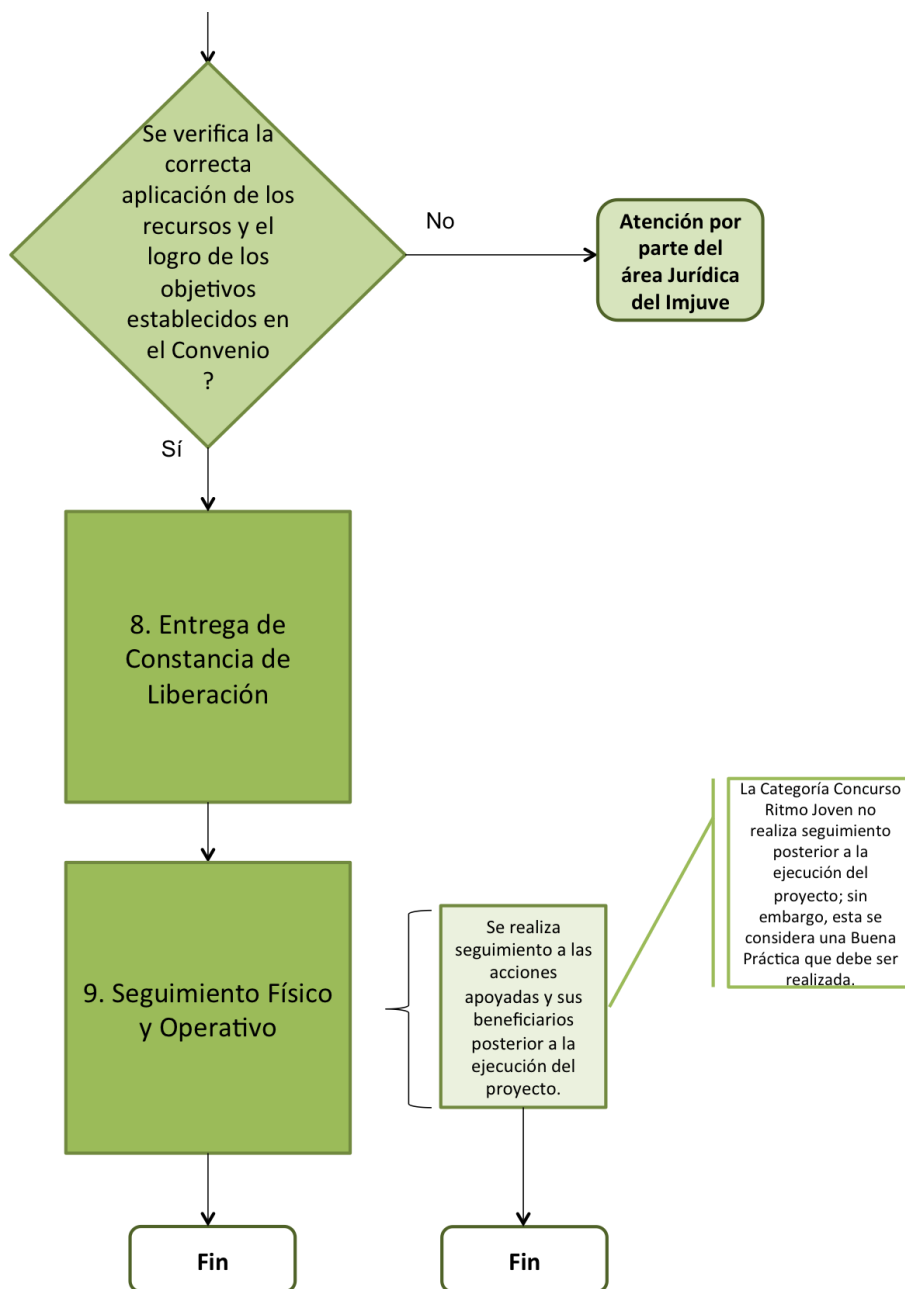 Se verifica la
correcta
aplicación de los
recursos y el
logro de los
objetivos
establecidos en
el Convenio
?
No
Atención por
parte del
área Jurídica
del Imjuve
Sí
8. Entrega de
Constancia de
Liberación
9. Seguimiento Físico
y Operativo
Se realiza
seguimiento a las
acciones
apoyadas y sus
beneficiarios
posterior a la
ejecución del
proyecto.
La Categoría Concurso
Ritmo Joven no
realiza seguimiento
posterior a la
ejecución del
proyecto; sin
embargo, esta se
considera una Buena
Práctica que debe ser
realizada.
Fin
Fin